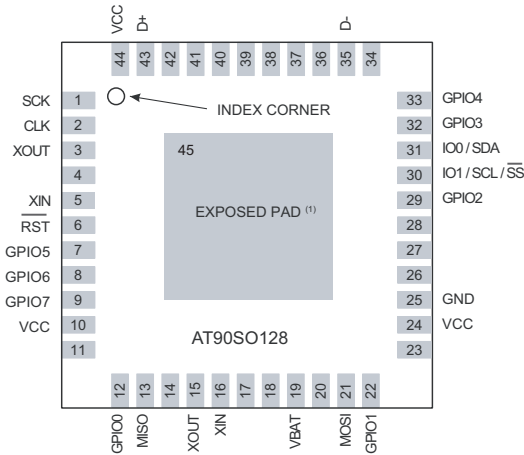 VCC D+ D-
44 43 42 41 40 39 38 37 36 35 34
SCK 1
CLK 2
XOUT 3
4
XIN 5
RST 6
GPIO5 7
GPIO6 8
GPIO7 9
VCC 10
11
INDEX CORNER
45
EXPOSED PAD (1)
AT90SO128
33 GPIO4
32 GPIO3
31 IO0 / SDA
30 IO1 / SCL / SS
29 GPIO2
28
27
26
25 GND
24 VCC
23
12 13 14 15 16 17 18 19 20 21 22
GPIO0 MISO XOUT XIN VBAT MOSI GPIO1